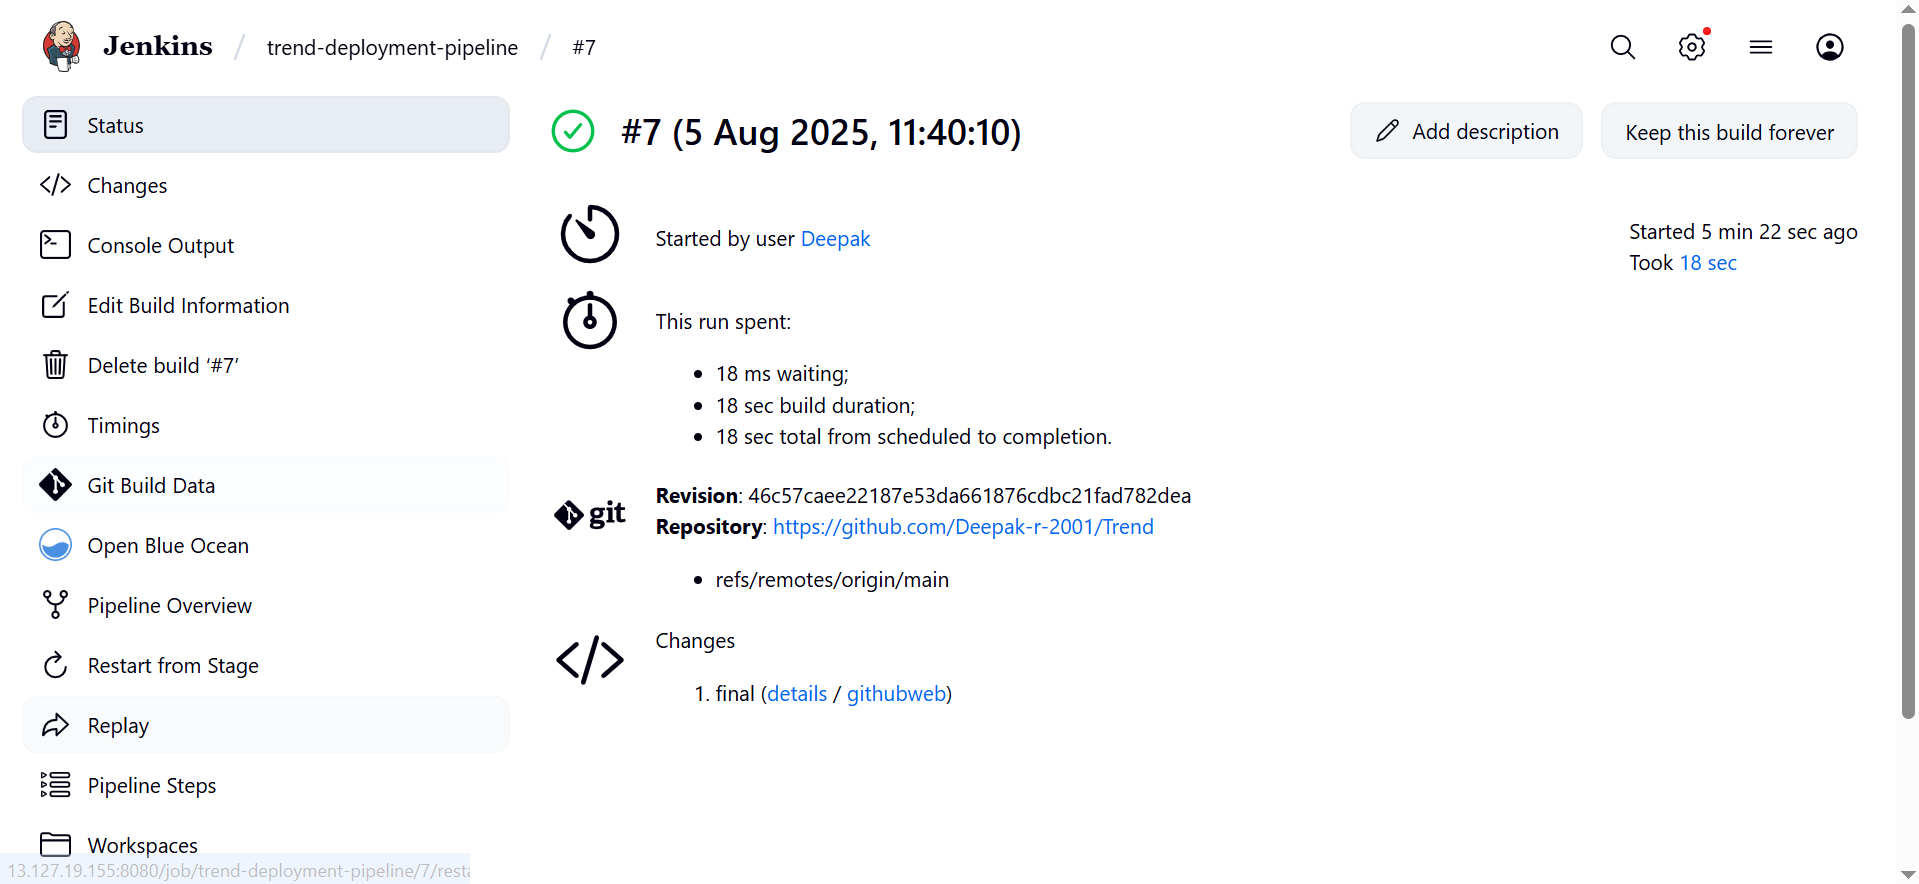 Jenkins / trend-deployment-pipeline / #7
Status
Changes
Console Output
Edit Build Information
Delete build ‘#7’
Timings
Git Build Data
Open Blue Ocean
Pipeline Overview
Restart from Stage
Replay
Pipeline Steps
Workspaces
13.127.19.155:8080/job/trend-deployment-pipeline/7/resta
#7 (5 Aug 2025, 11:40:10)
Add description
Keep this build forever
Started by user Deepak
Started 5 min 22 sec ago
Took 18 sec
This run spent:
18 ms waiting;
18 sec build duration;
18 sec total from scheduled to completion.
git
Revision: 46c57caee22187e53da661876cdbc21fad782dea
Repository: https://github.com/Deepak-r-2001/Trend
refs/remotes/origin/main
Changes
1. final (details / githubweb)